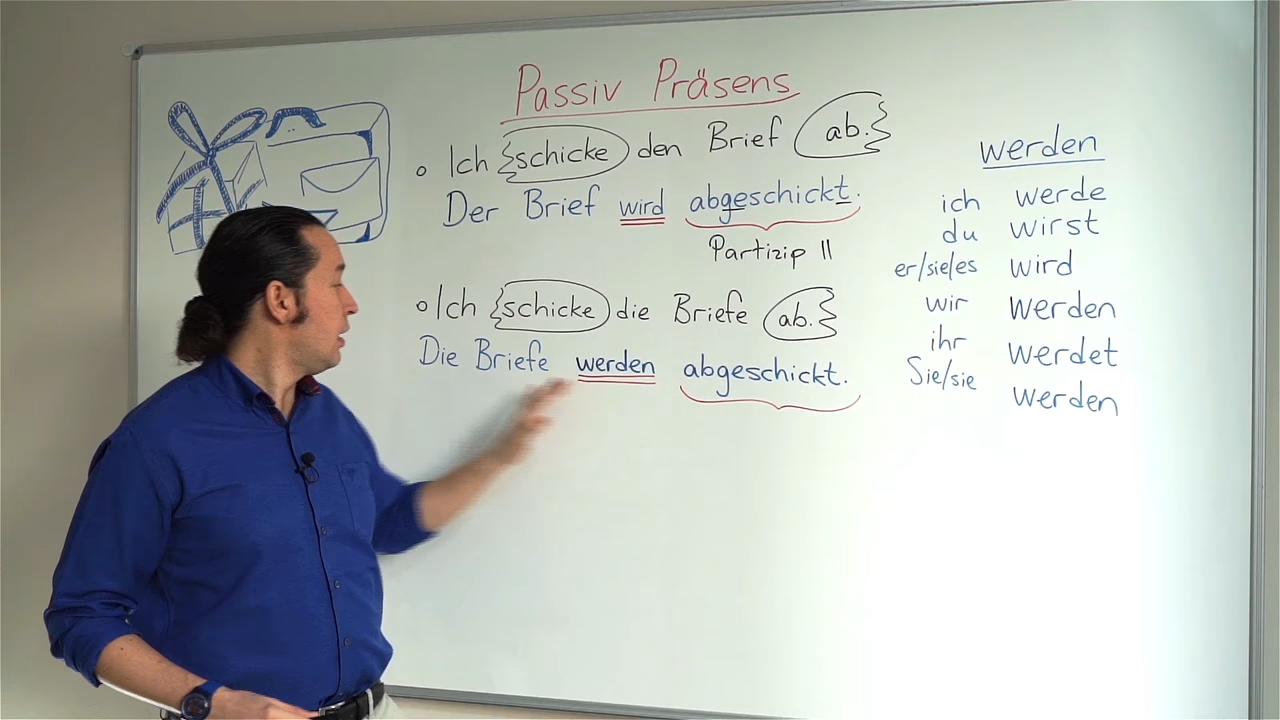 Passiv Präsens
Ich schicke den Brief ab.
Der Brief wird abgeschickt.
Partizip II
Ich schicke die Briefe ab.
Die Briefe werden abgeschickt.
werden
ich werde
du wirst
er/sie/es wird
wir werden
ihr werdet
Sie/sie werden